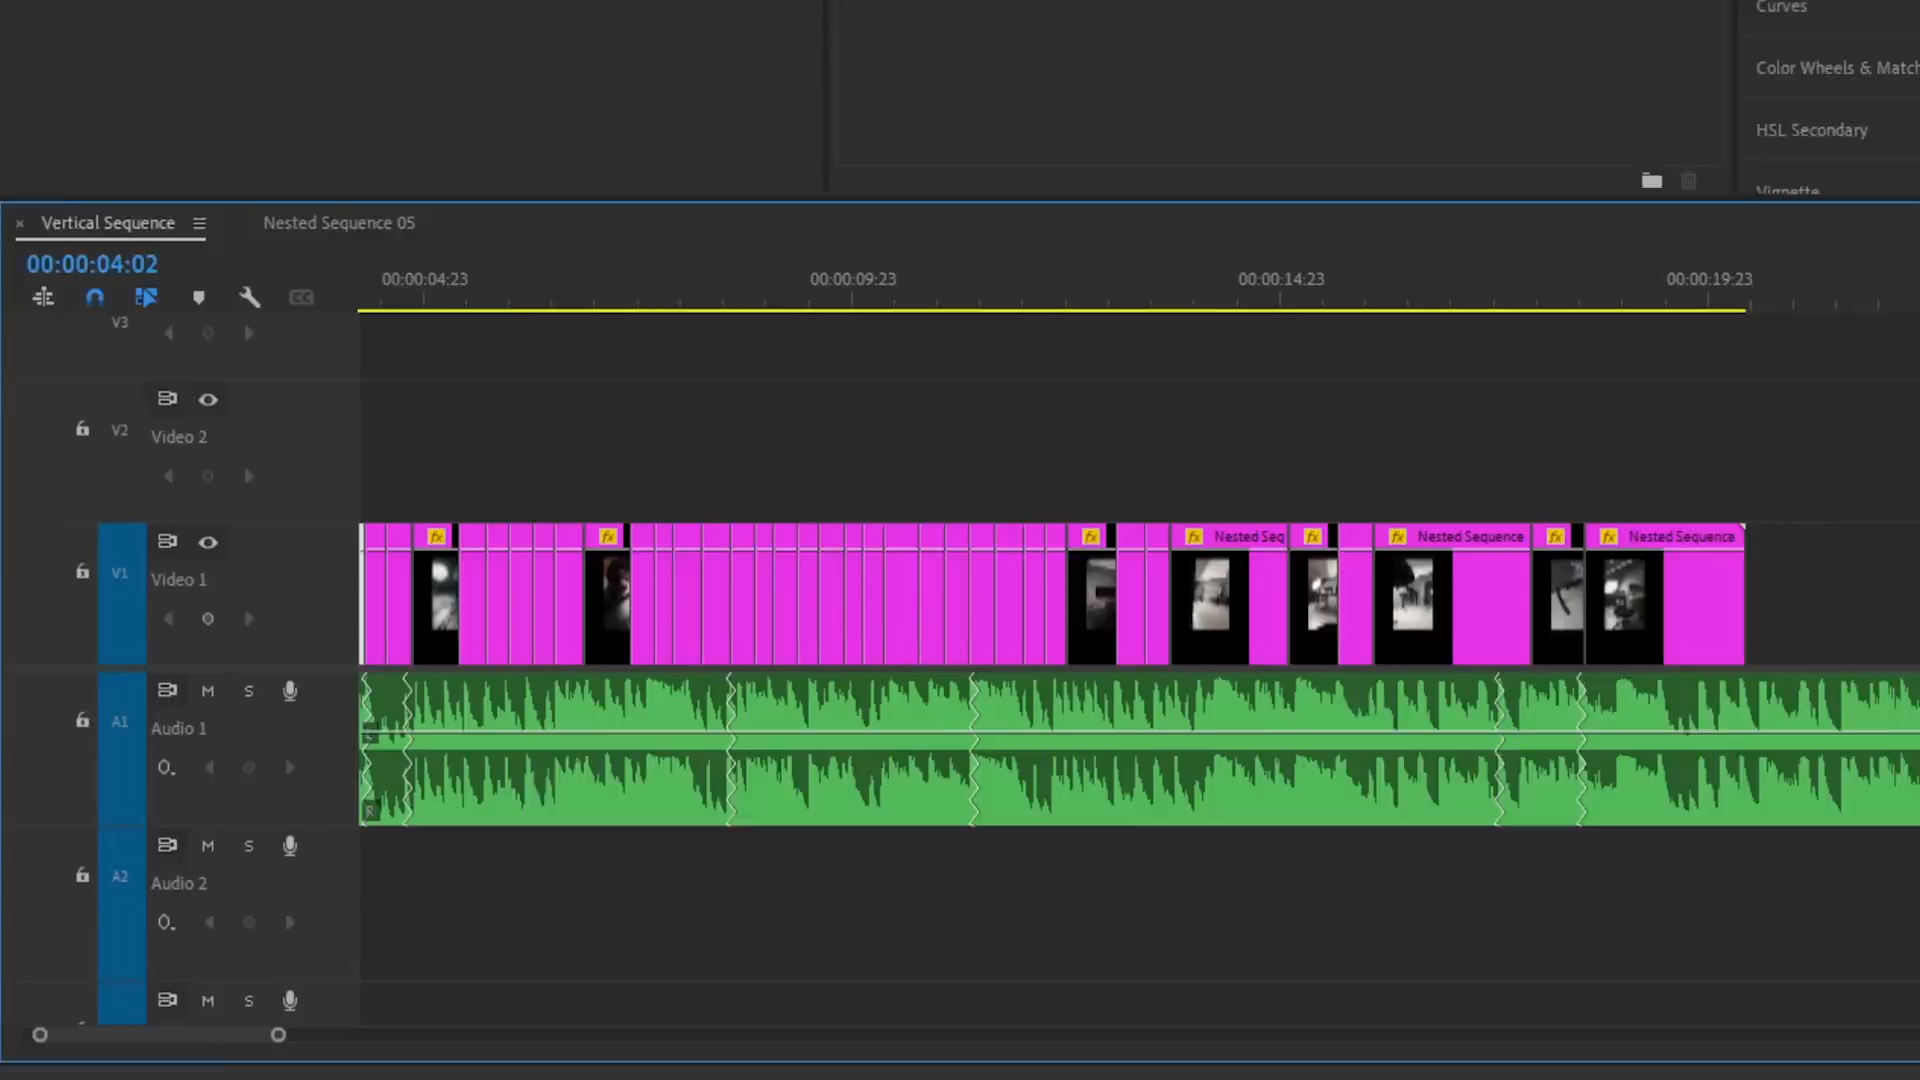 Curves
Color Wheels & Match
HSL Secondary
Vignette
× Vertical Sequence
Nested Sequence 05
00:00:04:02
00:00:04:23
00:00:09:23
00:00:14:23
00:00:19:23
CC
V3
V2
Video 2
fx
fx
fx
fx Nested Seq
fx
fx Nested Sequence
fx
fx Nested Sequence
V1
Video 1
M S
A1
Audio 1
L
R
M S
A2
Audio 2
M S